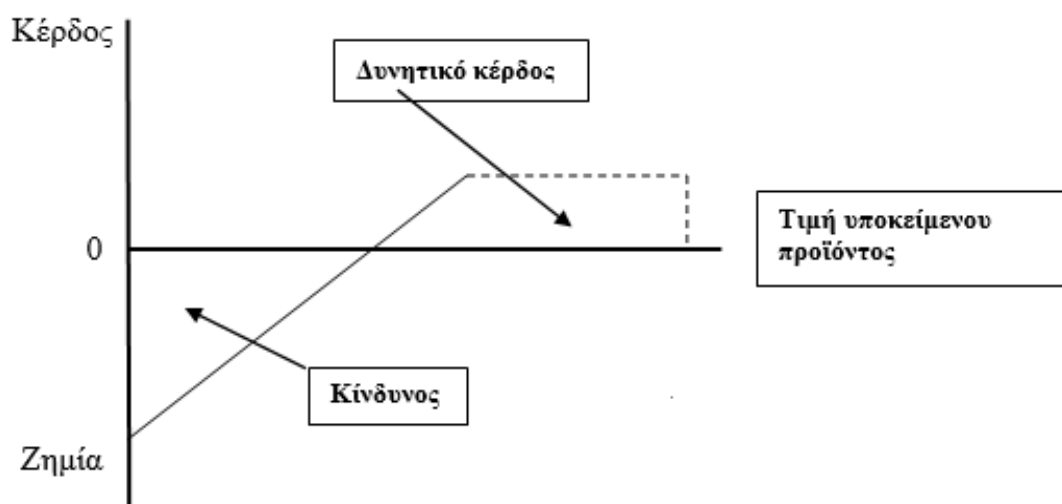 Κέρδος
Δυνητικό κέρδος
Τιμή υποκείμενου
προϊόντος
0
Κίνδυνος
Ζημία